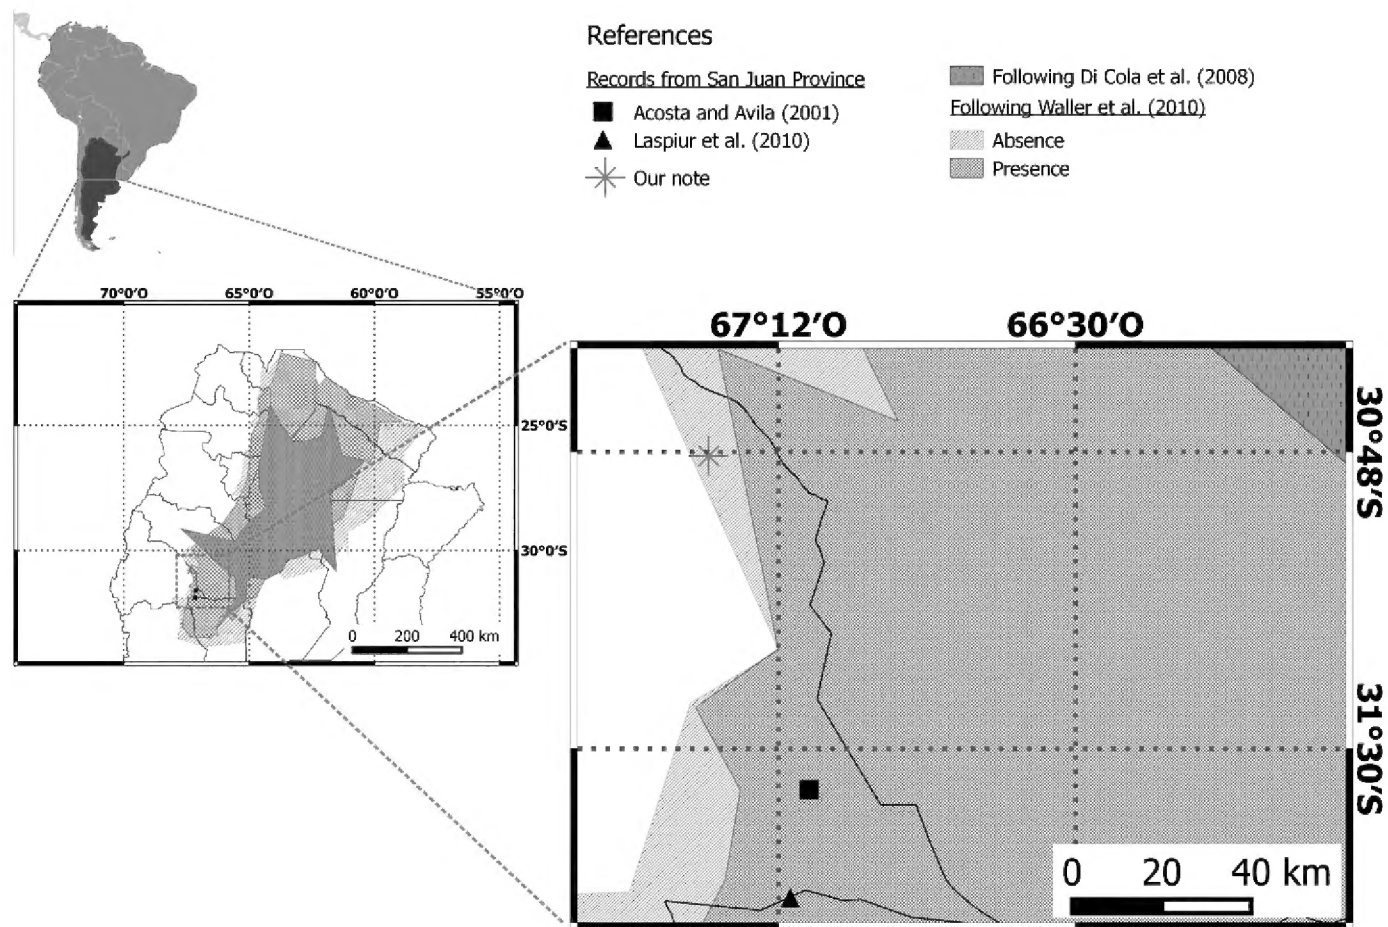 References
Records from San Juan Province
Acosta and Avila (2001)
Laspiur et al. (2010)
Our note
Following Di Cola et al. (2008)
Following Waller et al. (2010)
Absence
Presence
70°0'O 65°0'O 60°0'O 55°0'O
25°0'S
30°0'S
0 200 400 km
67°12'O 66°30'O
30°48'S
31°30'S
0 20 40 km